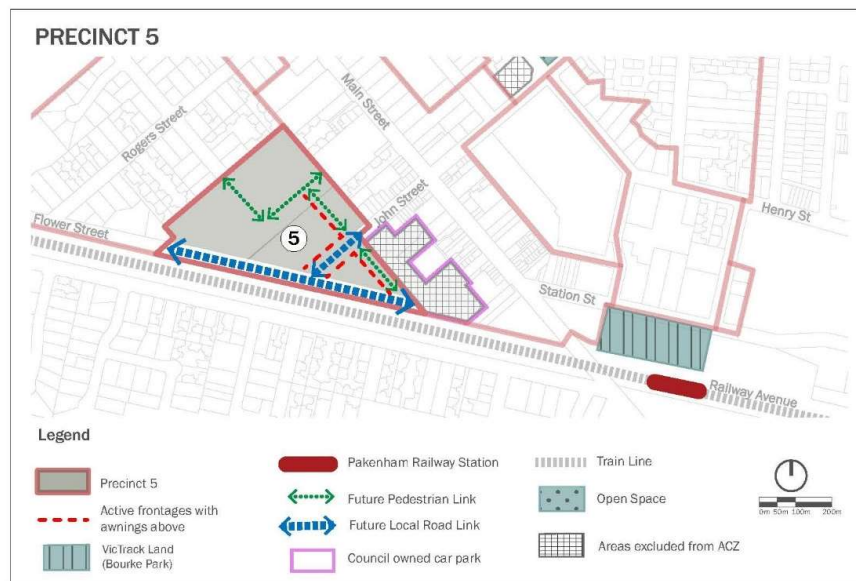 PRECINCT 5
Main Street
Rogers Street
John Street
Flower Street
5
Henry St
Station St
Railway Avenue
Legend
Precinct 5
Active frontages with
awnings above
VicTrack Land
(Bourke Park)
Pakenham Railway Station
Future Pedestrian Link
Future Local Road Link
Council owned car park
Train Line
Open Space
Areas excluded from ACZ
0m 50m 100m 200m